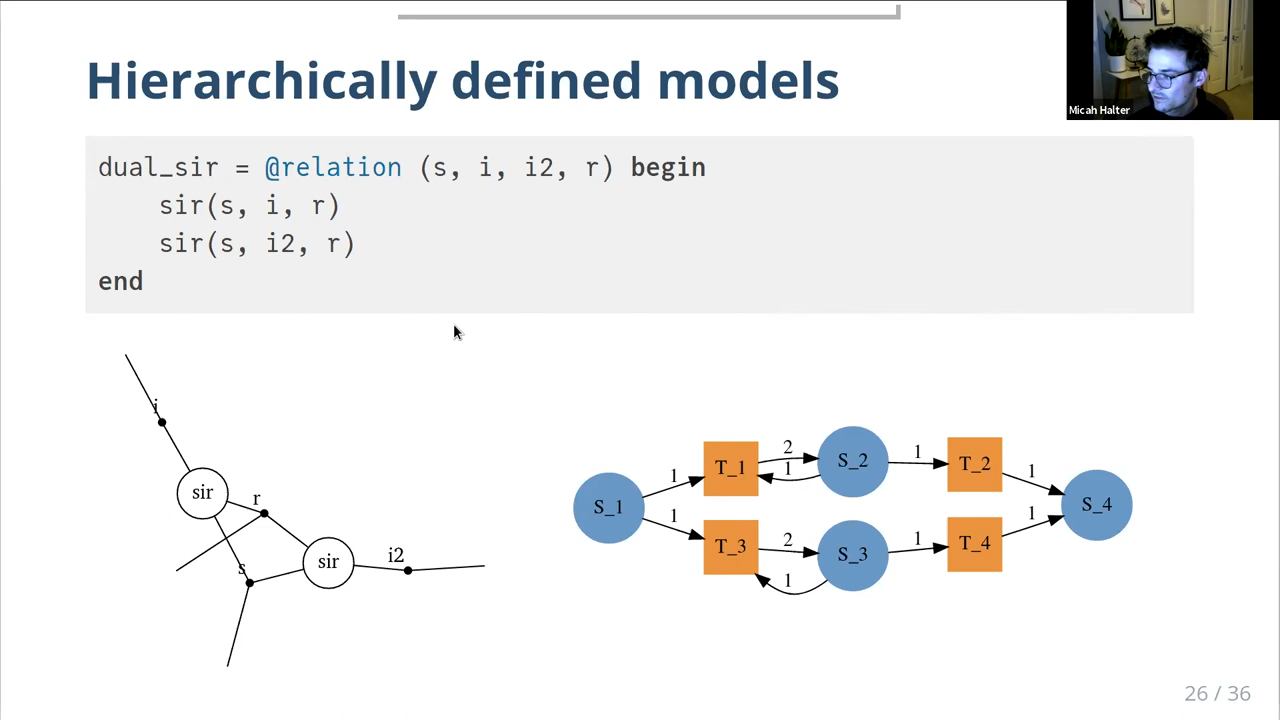 Hierarchically defined models
Micah Halter
dual_sir = @relation (s, i, i2, r) begin
    sir(s, i, r)
    sir(s, i2, r)
end
i
sir
r
s
sir
i2
S_1
1
1
T_1
T_3
2
1
2
1
S_2
S_3
1
1
T_2
T_4
1
1
S_4
26 / 36